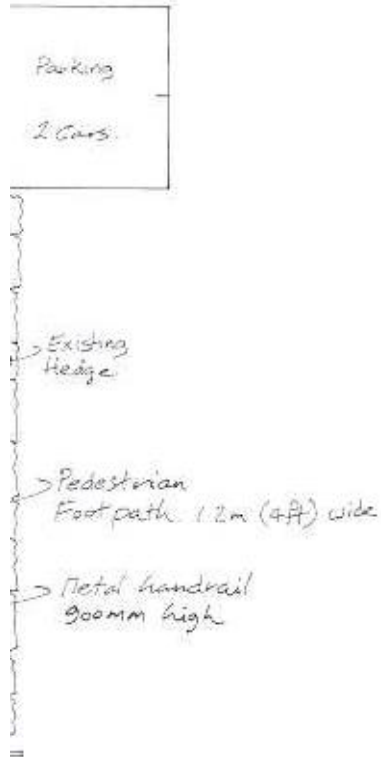 Parking
2 Cars.
Existing
Hedge
Pedestrian
Footpath 1.2m (4ft) wide
Metal handrail
900mm high